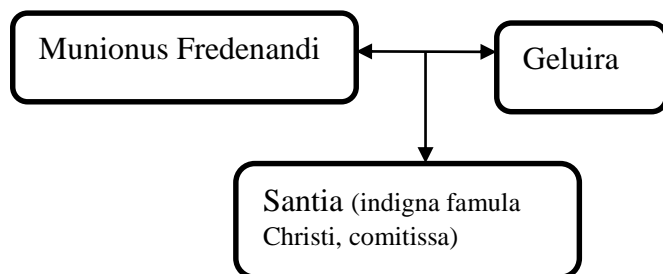 Munionus Fredenandi
Geluira
Santia (indigna famula
Christi, comitissa)